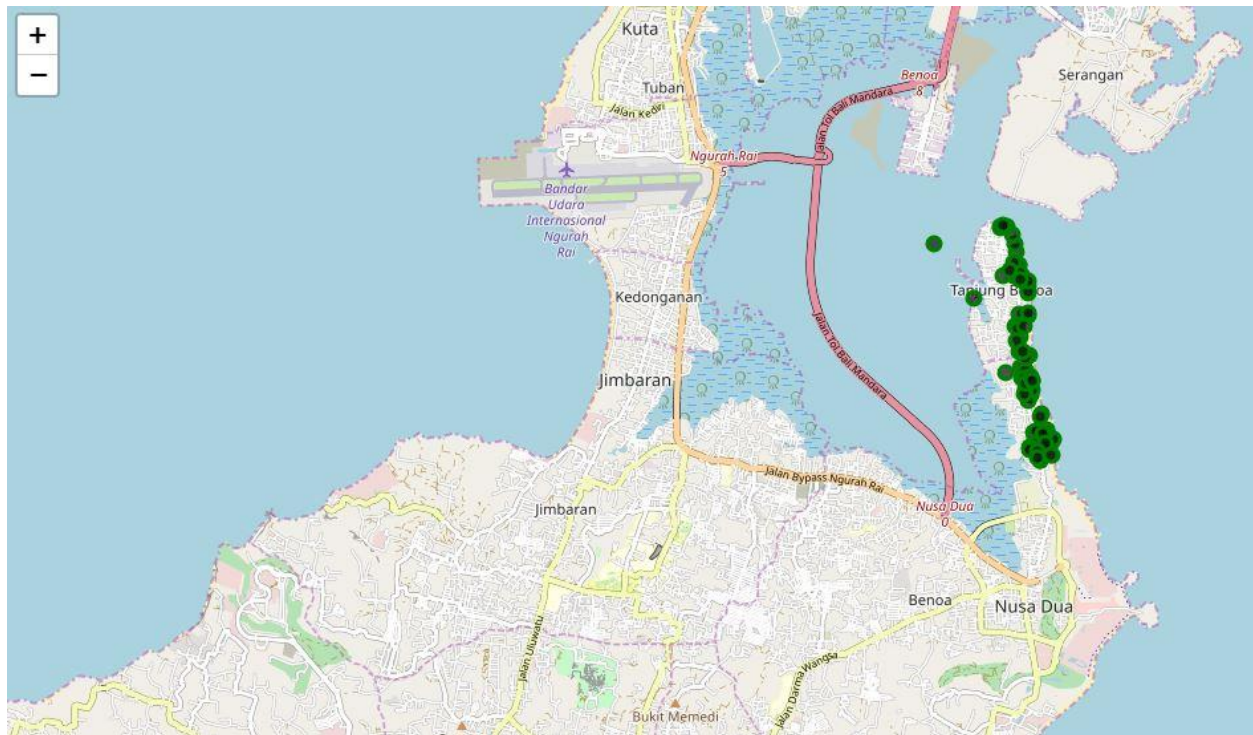 +
−
Kuta
Tuban
Jalan Kediri
Ngurah Rai
5
Bandar
Udara
Internasional
Ngurah
Rai
Benoa
8
Jalan Tol Bali Mandara
Serangan
Kedonganan
Tanjung Benoa
Jalan Tol Bali Mandara
Jimbaran
Jalan Bypass Ngurah Rai
Jimbaran
Nusa Dua
0
Benoa
Nusa Dua
Jalan Uluwatu
Jalan Darma Wangsa
Bukit Memedi